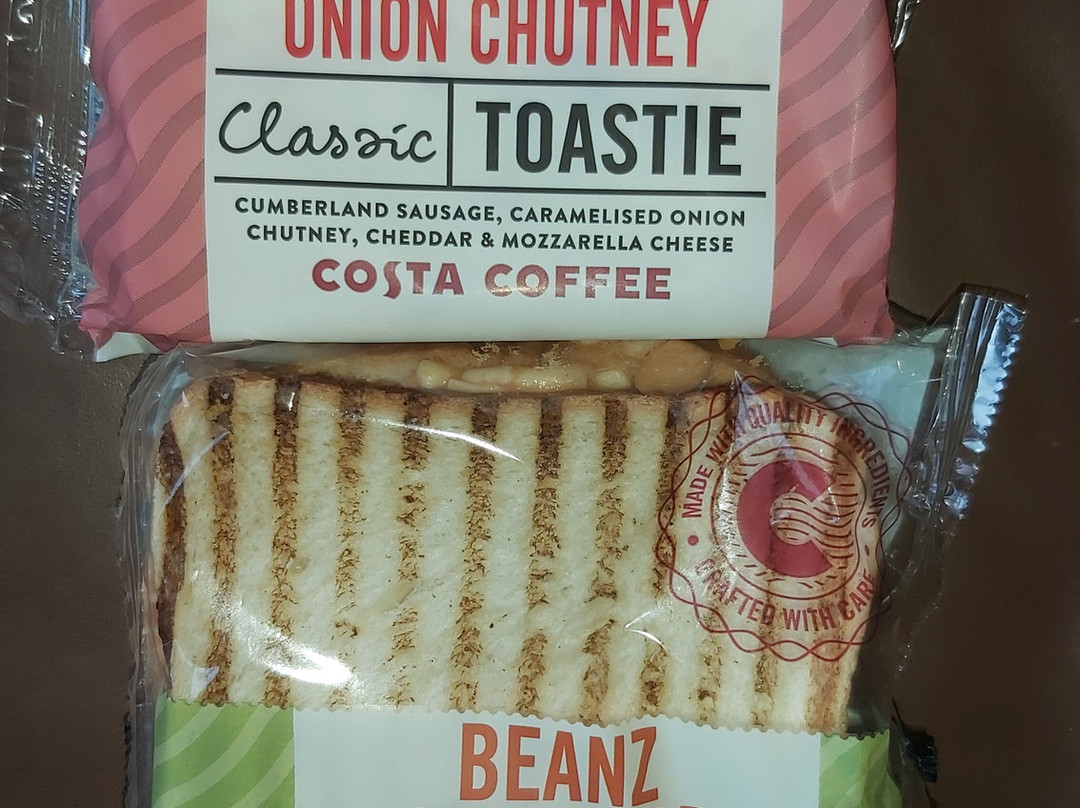 ONION CHUTNEY
Classic TOASTIE
CUMBERLAND SAUSAGE, CARAMELISED ONION
CHUTNEY, CHEDDAR & MOZZARELLA CHEESE
COSTA COFFEE
MADE WITH QUALITY INGREDIENTS
• CRAFTED WITH CARE •
BEANZ